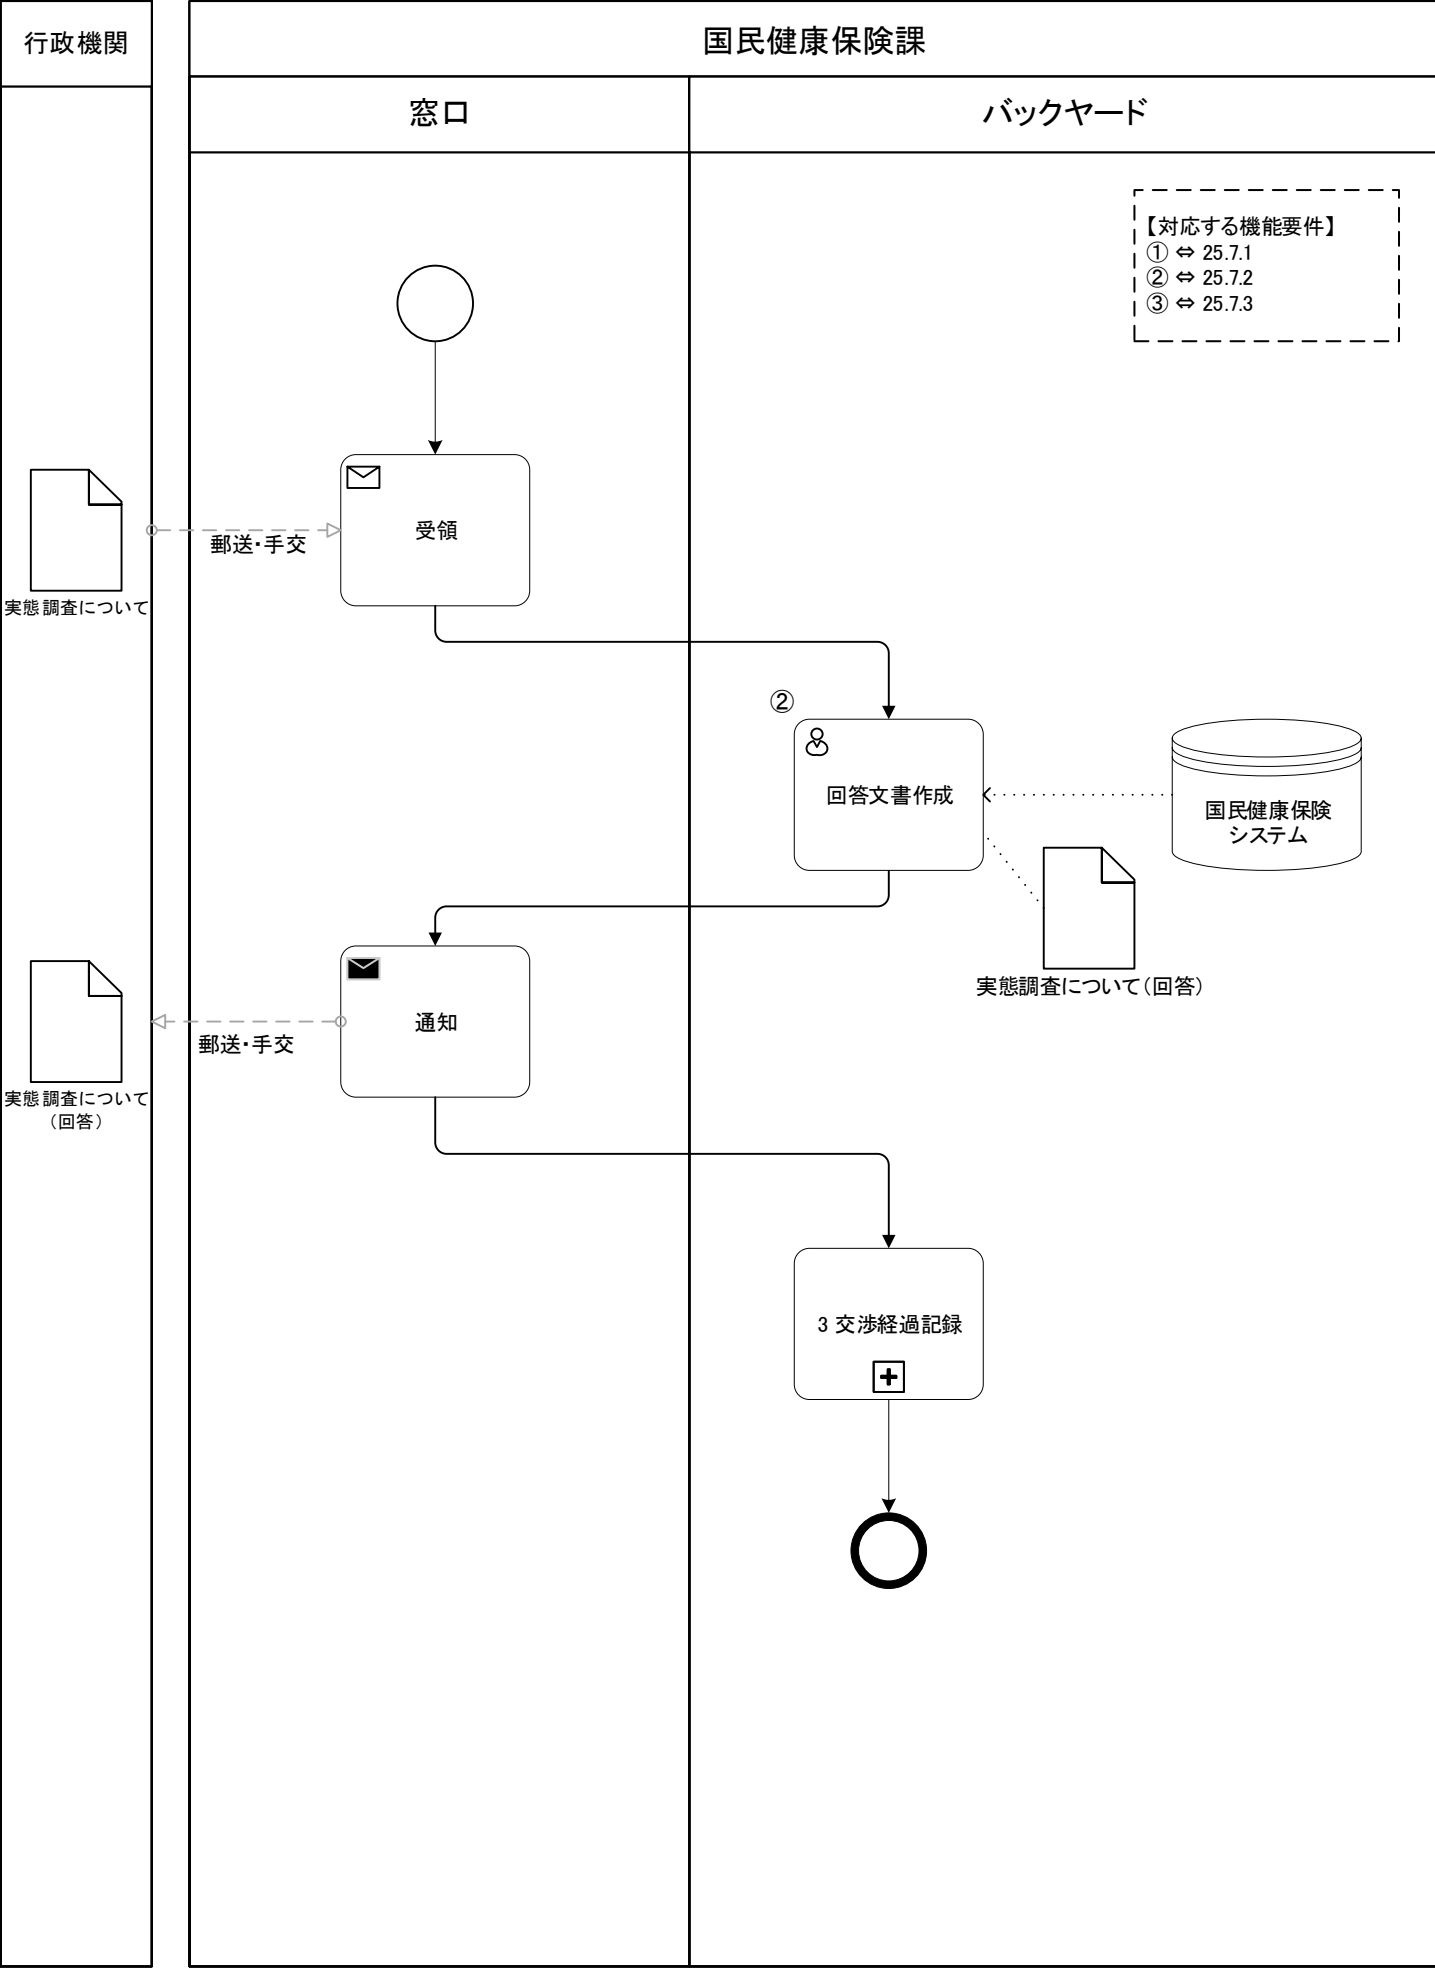 行政機関
国民健康保険課
窓口
バックヤード
【対応する機能要件】
① ⇔ 25.7.1
② ⇔ 25.7.2
③ ⇔ 25.7.3
受領
郵送・手交
実態調査について
②
回答文書作成
国民健康保険
システム
実態調査について（回答）
通知
郵送・手交
実態調査について
（回答）
3 交渉経過記録